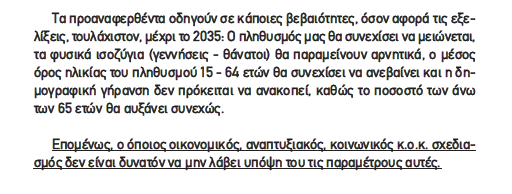 Τα προαναφερθέντα οδηγούν σε κάποιες βεβαιότητες, όσον αφορά τις εξε-
λίξεις, τουλάχιστον, μέχρι το 2035: Ο πληθυσμός μας θα συνεχίσει να μειώνεται,
τα φυσικά ισοζύγια (γεννήσεις - θάνατοι) θα παραμείνουν αρνητικά, ο μέσος
όρος ηλικίας του πληθυσμού 15 - 64 ετών θα συνεχίσει να ανεβαίνει και η δη-
μογραφική γήρανση δεν πρόκειται να ανακοπεί, καθώς το ποσοστό των άνω
των 65 ετών θα αυξάνει συνεχώς.
Επομένως, ο όποιος οικονομικός, αναπτυξιακός, κοινωνικός κ.ο.κ. σχεδια-
σμός δεν είναι δυνατόν να μην λάβει υπόψη του τις παραμέτρους αυτές.